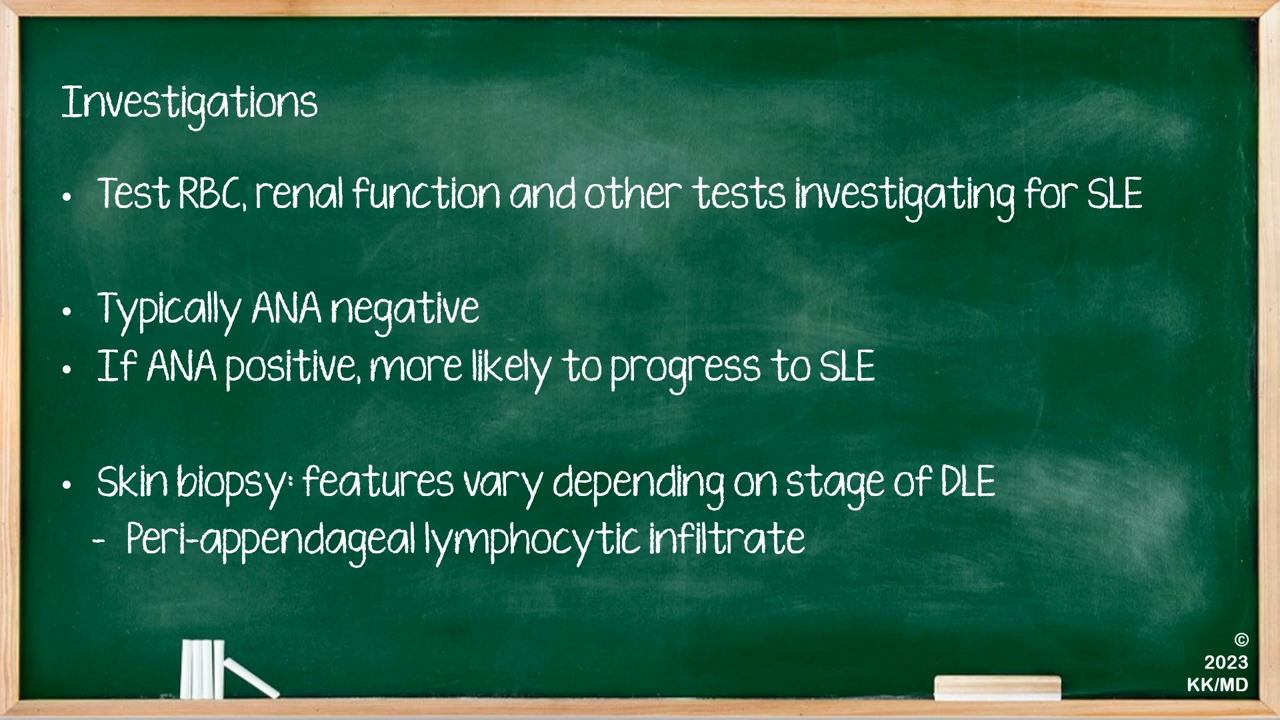 Investigations
• Test RBC, renal function and other tests investigating for SLE
• Typically ANA negative
• If ANA positive, more likely to progress to SLE
• Skin biopsy: features vary depending on stage of DLE
- Peri-appendageal lymphocytic infiltrate
©
2023
KK/MD